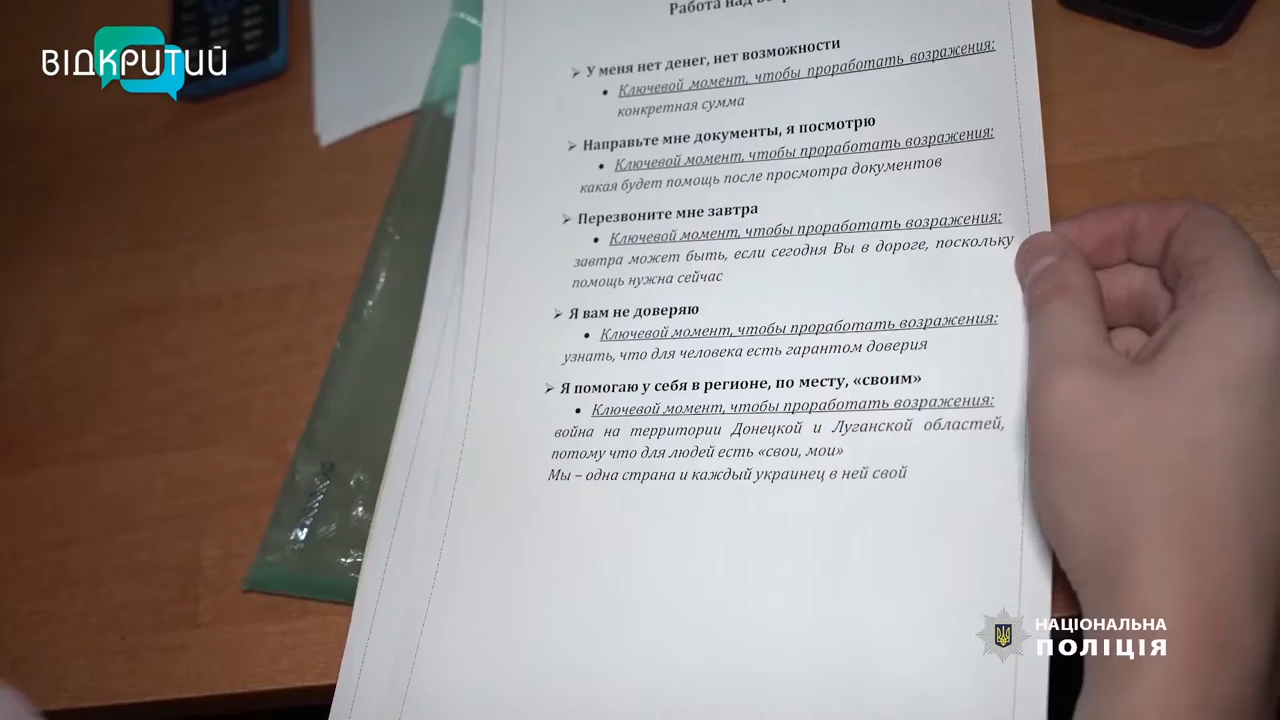 ВІДКРИТИЙ
Работа над
➢ У меня нет денег, нет возможности
• Ключевой момент, чтобы проработать возражения:
конкретная сумма
➢ Направьте мне документы, я посмотрю
• Ключевой момент, чтобы проработать возражения:
какая будет помощь после просмотра документов
➢ Перезвоните мне завтра
• Ключевой момент, чтобы проработать возражения:
завтра может быть, если сегодня Вы в дороге, поскольку
помощь нужна сейчас
➢ Я вам не доверяю
• Ключевой момент, чтобы проработать возражения:
узнать, что для человека есть гарантом доверия
➢ Я помогаю у себя в регионе, по месту, «своим»
• Ключевой момент, чтобы проработать возражения:
война на территории Донецкой и Луганской областей,
потому что для людей есть «свои, мои»
Мы – одна страна и каждый украинец в ней свой
НАЦІОНАЛЬНА
ПОЛІЦІЯ